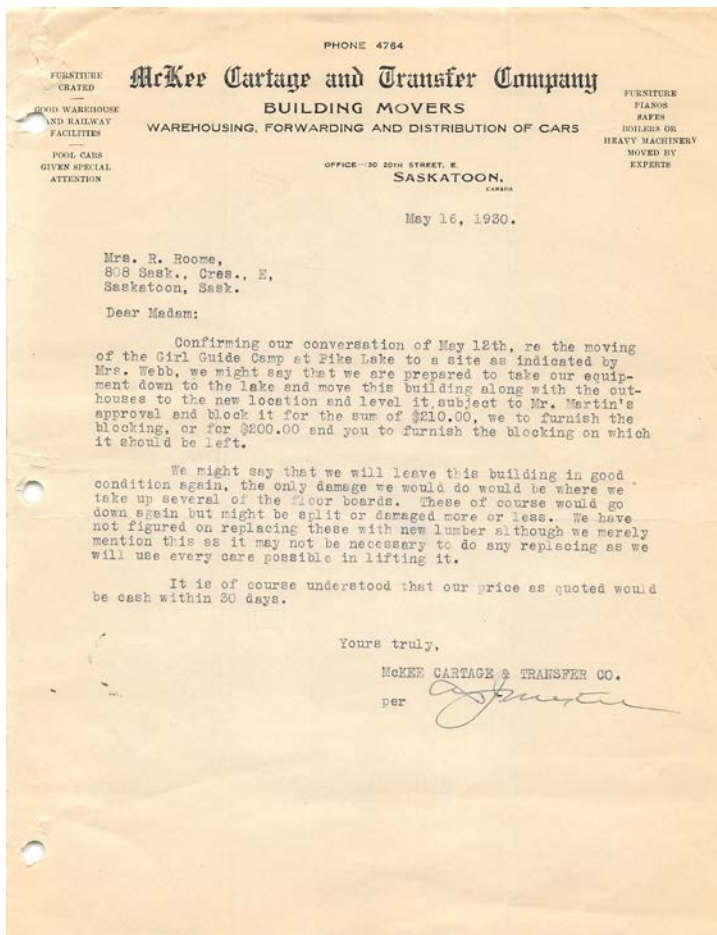 PHONE 4764
McKee Cartage and Transfer Company
BUILDING MOVERS
WAREHOUSING, FORWARDING AND DISTRIBUTION OF CARS
FURNITURE
CRATED
GOOD WAREHOUSE
AND RAILWAY
FACILITIES
POOL CARS
GIVEN SPECIAL
ATTENTION
FURNITURE
PIANOS
SAFES
BOILERS OR
HEAVY MACHINERY
MOVED BY
EXPERTS
OFFICE—130 20TH STREET, E.
SASKATOON,
CANADA
May 16, 1930.
Mrs. R. Roome,
808 Sask., Cres., E,
Saskatoon, Sask.
Dear Madam:
Confirming our conversation of May 12th, re the moving
of the Girl Guide Camp at Pike Lake to a site as indicated by
Mrs. Webb, we might say that we are prepared to take our equip-
ment down to the lake and move this building along with the out-
houses to the new location and level it,subject to Mr. Martin's
approval and block it for the sum of $210.00, we to furnish the
blocking, or for $200.00 and you to furnish the blocking on which
it should be left.
We might say that we will leave this building in good
condition again, the only damage we would do would be where we
take up several of the floor boards. These of course would go
down again but might be split or damaged more or less. We have
not figured on replacing these with new lumber although we merely
mention this as it may not be necessary to do any replacing as we
will use every care possible in lifting it.
It is of course understood that our price as quoted would
be cash within 30 days.
Yours truly,
McKEE CARTAGE & TRANSFER CO.
per